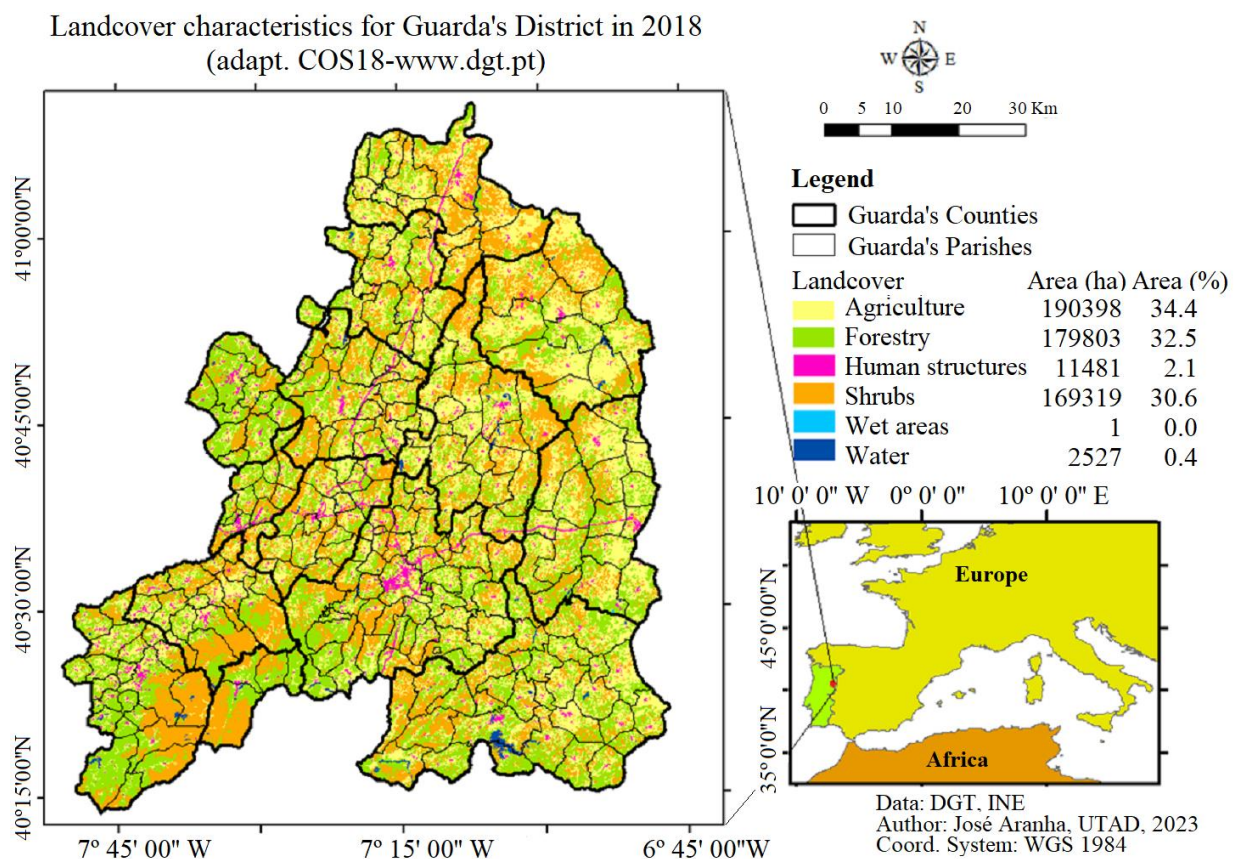 Landcover characteristics for Guarda's District in 2018
(adapt. COS18-www.dgt.pt)
N
W E
S
0 5 10 20 30 Km
Legend
Guarda's Counties
Guarda's Parishes
Landcover Area (ha) Area (%)
Agriculture 190398 34.4
Forestry 179803 32.5
Human structures 11481 2.1
Shrubs 169319 30.6
Wet areas 1 0.0
Water 2527 0.4
41°00'00"N
40°45'00"N
40°30'00"N
40°15'00"N
7° 45' 00" W 7° 15' 00" W 6° 45' 00" W
10° 0' 0" W 0° 0' 0" 10° 0' 0" E
45° 0'0"N
35° 0'0"N
Europe
Africa
Data: DGT, INE
Author: José Aranha, UTAD, 2023
Coord. System: WGS 1984